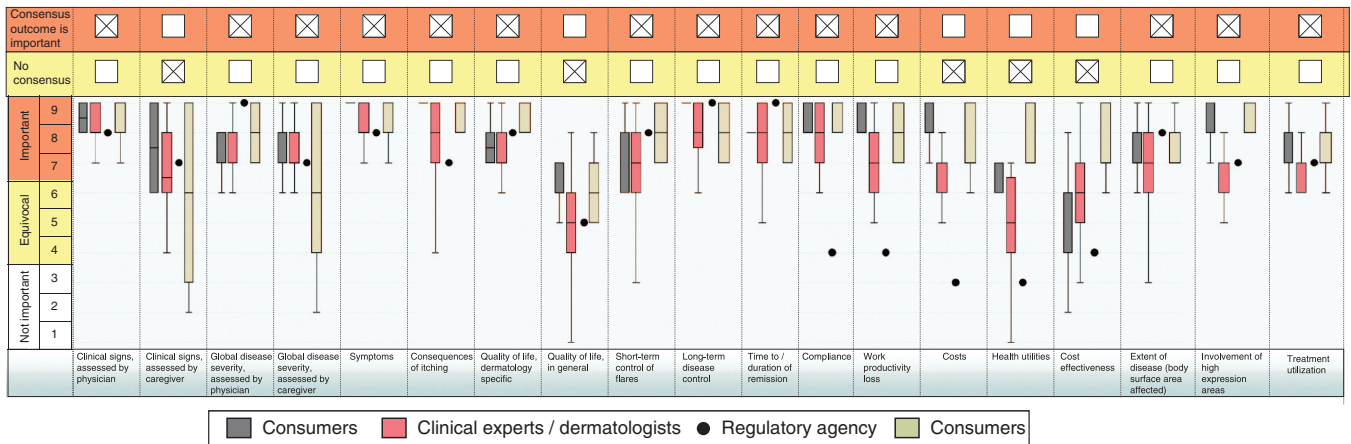 Consensus
outcome is
important
No
consensus
Important
Equivocal
Not important
9
8
7
6
5
4
3
2
1
Clinical signs,
assessed by
physician
Clinical signs,
assessed by
caregiver
Global disease
severity,
assessed by
physician
Global disease
severity,
assessed by
caregiver
Symptoms
Consequences
of itching
Quality of life,
dermatology
specific
Quality of life,
in general
Short-term
control of
flares
Long-term
disease
control
Time to /
duration of
remission
Compliance
Work
productivity
loss
Costs
Health utilities
Cost
effectiveness
Extent of
disease (body
surface area
affected)
Involvement of
high
expression
areas
Treatment
utilization
Consumers
Clinical experts / dermatologists
Regulatory agency
Consumers